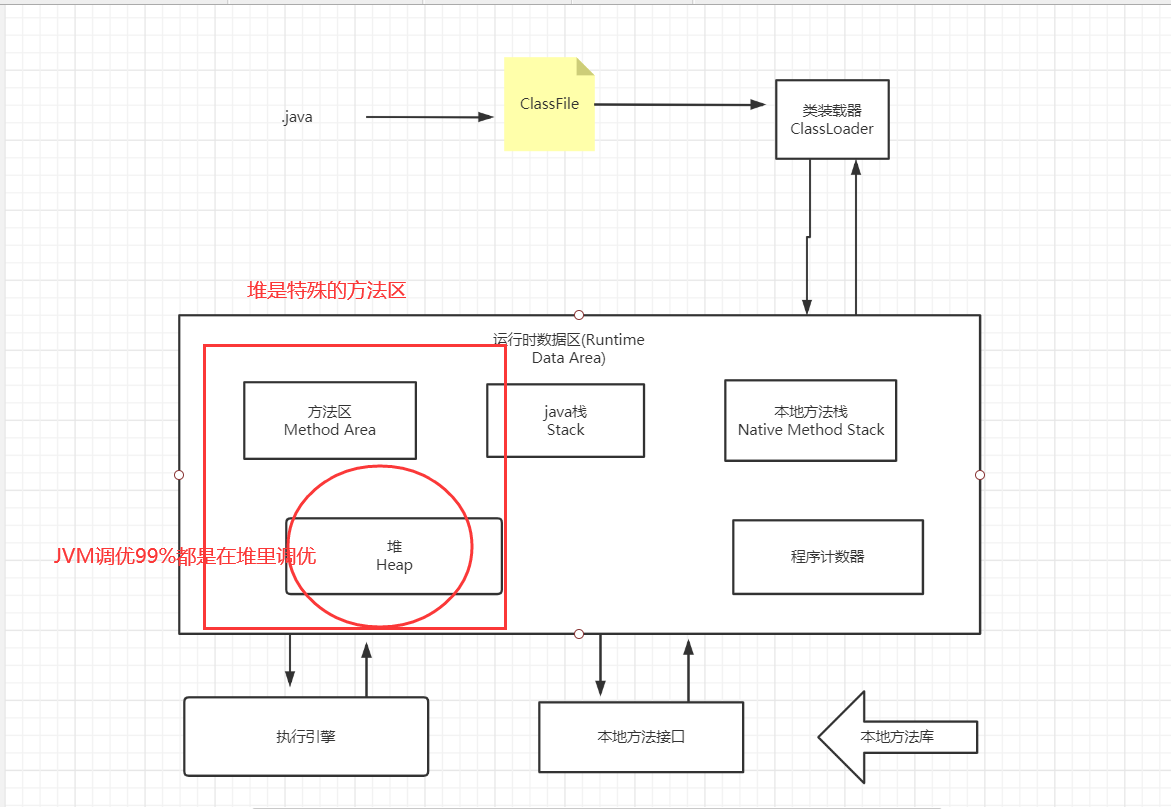 .java
ClassFile
类装载器
ClassLoader
堆是特殊的方法区
运行时数据区(Runtime
Data Area)
方法区
Method Area
java栈
Stack
本地方法栈
Native Method Stack
JVM调优99%都是在堆里调优
堆
Heap
程序计数器
执行引擎
本地方法接口
本地方法库